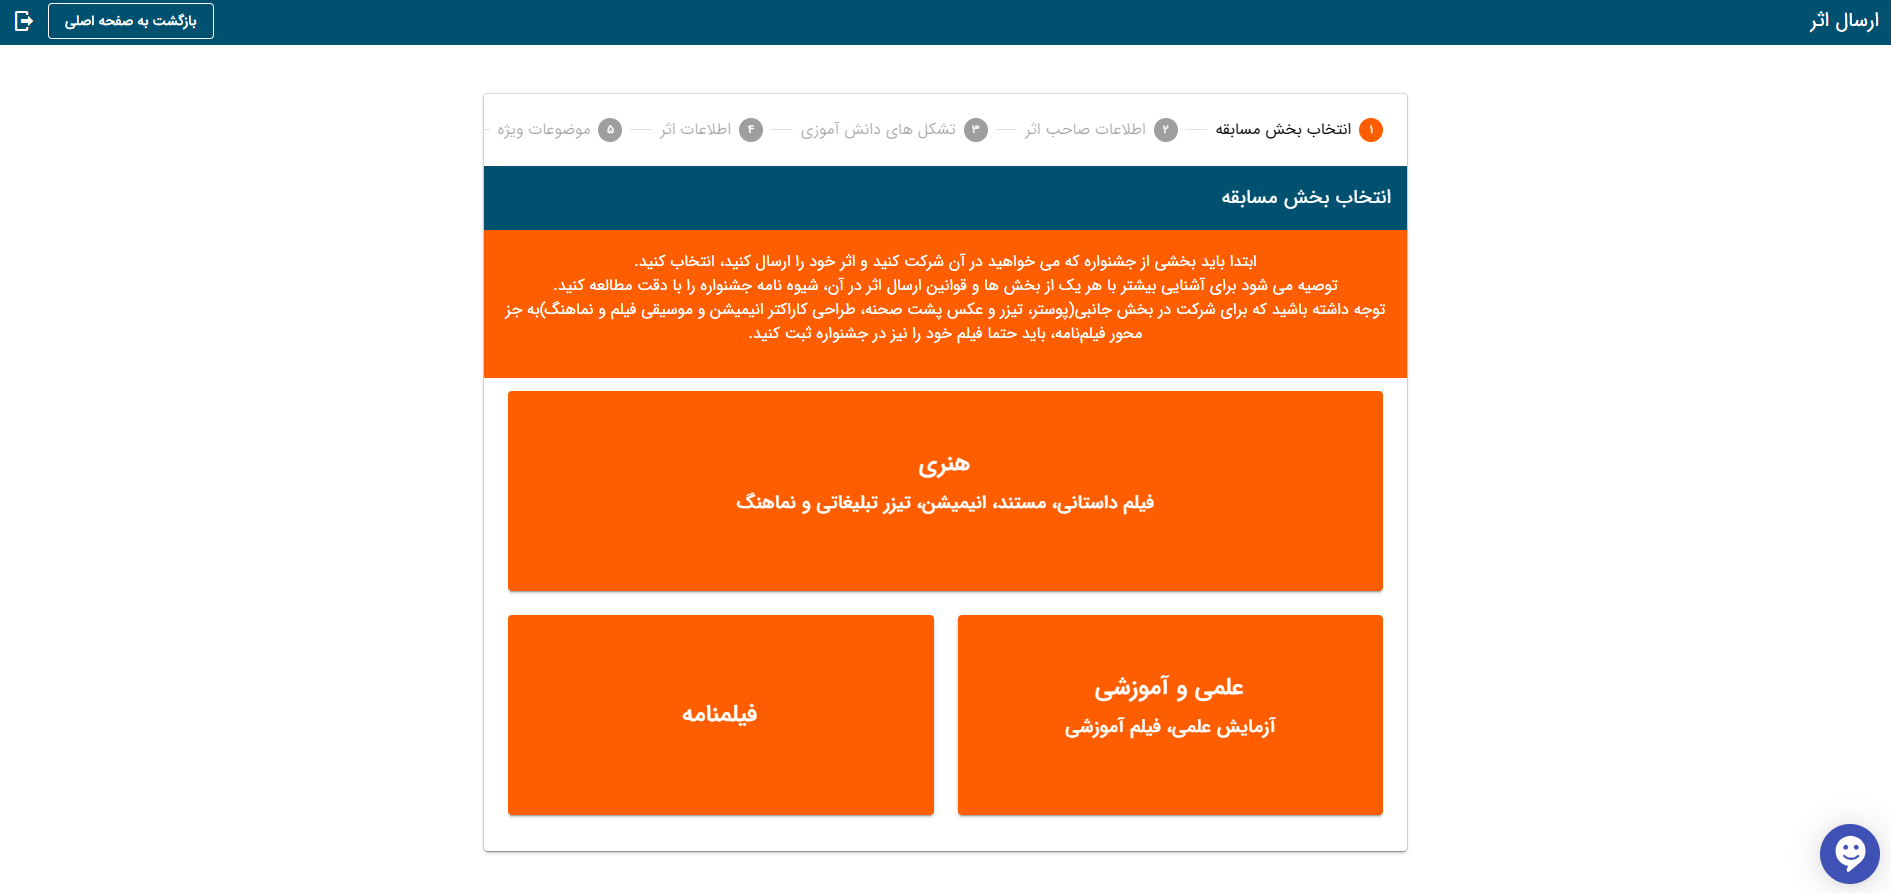 ارسال اثر
بازگشت به صفحه اصلی
۱ انتخاب بخش مسابقه
۲ اطلاعات صاحب اثر
۳ تشکل های دانش آموزی
۴ اطلاعات اثر
۵ موضوعات ویژه
انتخاب بخش مسابقه
ابتدا باید بخشی از جشنواره که می خواهید در آن شرکت کنید و اثر خود را ارسال کنید، انتخاب کنید.
توصیه می شود برای آشنایی بیشتر با هر یک از بخش ها و قوانین ارسال اثر در آن، شیوه نامه جشنواره را با دقت مطالعه کنید.
توجه داشته باشید که برای شرکت در بخش جانبی(پوستر، تیزر و عکس پشت صحنه، طراحی کاراکتر انیمیشن و موسیقی فیلم و نماهنگ)به جز
محور فیلم‌نامه، باید حتما فیلم خود را نیز در جشنواره ثبت کنید.
هنری
فیلم داستانی، مستند، انیمیشن، تیزر تبلیغاتی و نماهنگ
علمی و آموزشی
آزمایش علمی، فیلم آموزشی
فیلمنامه